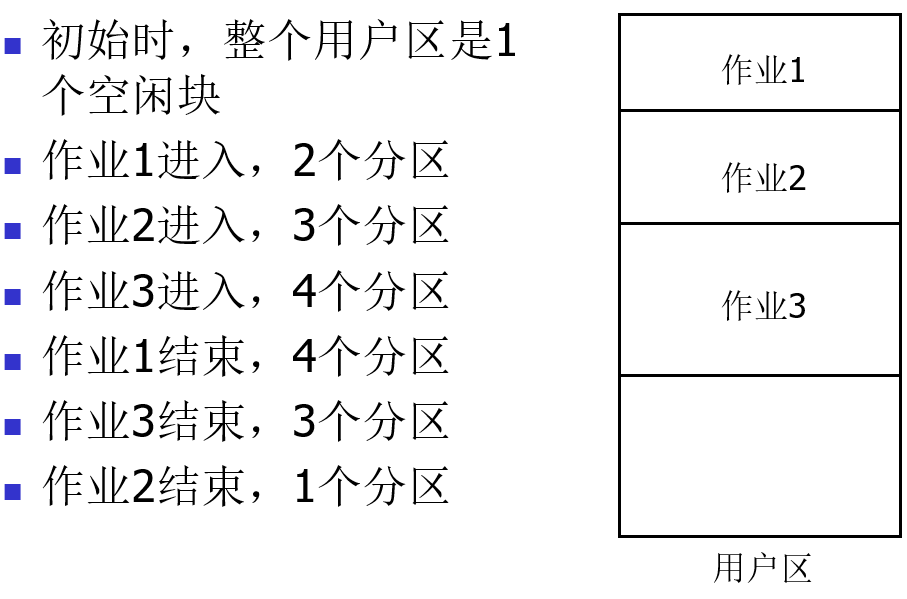 初始时，整个用户区是1
个空闲块
作业1进入，2个分区
作业2进入，3个分区
作业3进入，4个分区
作业1结束，4个分区
作业3结束，3个分区
作业2结束，1个分区
作业1
作业2
作业3
用户区